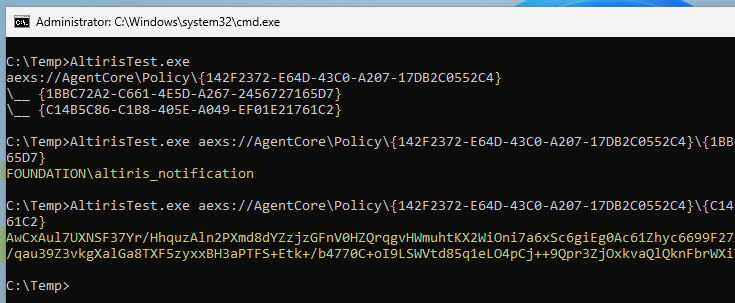 Administrator: C:\Windows\system32\cmd.exe
C:\Temp>AltirisTest.exe
aexs://AgentCore\Policy\{142F2372-E64D-43C0-A207-17DB2C0552C4}
\__ {1BBC72A2-C661-4E5D-A267-2456727165D7}
\__ {C14B5C86-C1B8-405E-A049-EF01E21761C2}
C:\Temp>AltirisTest.exe aexs://AgentCore\Policy\{142F2372-E64D-43C0-A207-17DB2C0552C4}\{1BB
65D7}
FOUNDATION\altiris_notification
C:\Temp>AltirisTest.exe aexs://AgentCore\Policy\{142F2372-E64D-43C0-A207-17DB2C0552C4}\{C14
61C2}
AwCxAul7UXNSF37Yr/HhquzAln2PXmd8dYZzjzGFnV0HZQrqgvHWmuhtKX2WiOni7a6xSc6giEg0Ac61Zhyc6699F27
/qau39Z3vkgXalGa8TXF5zyxxBH3aPTFS+Etk+/b4770C+oI9LSWVtd85q1eLO4pCj++9Qpr3ZjOxkvaQlQknFbrWXi
C:\Temp>